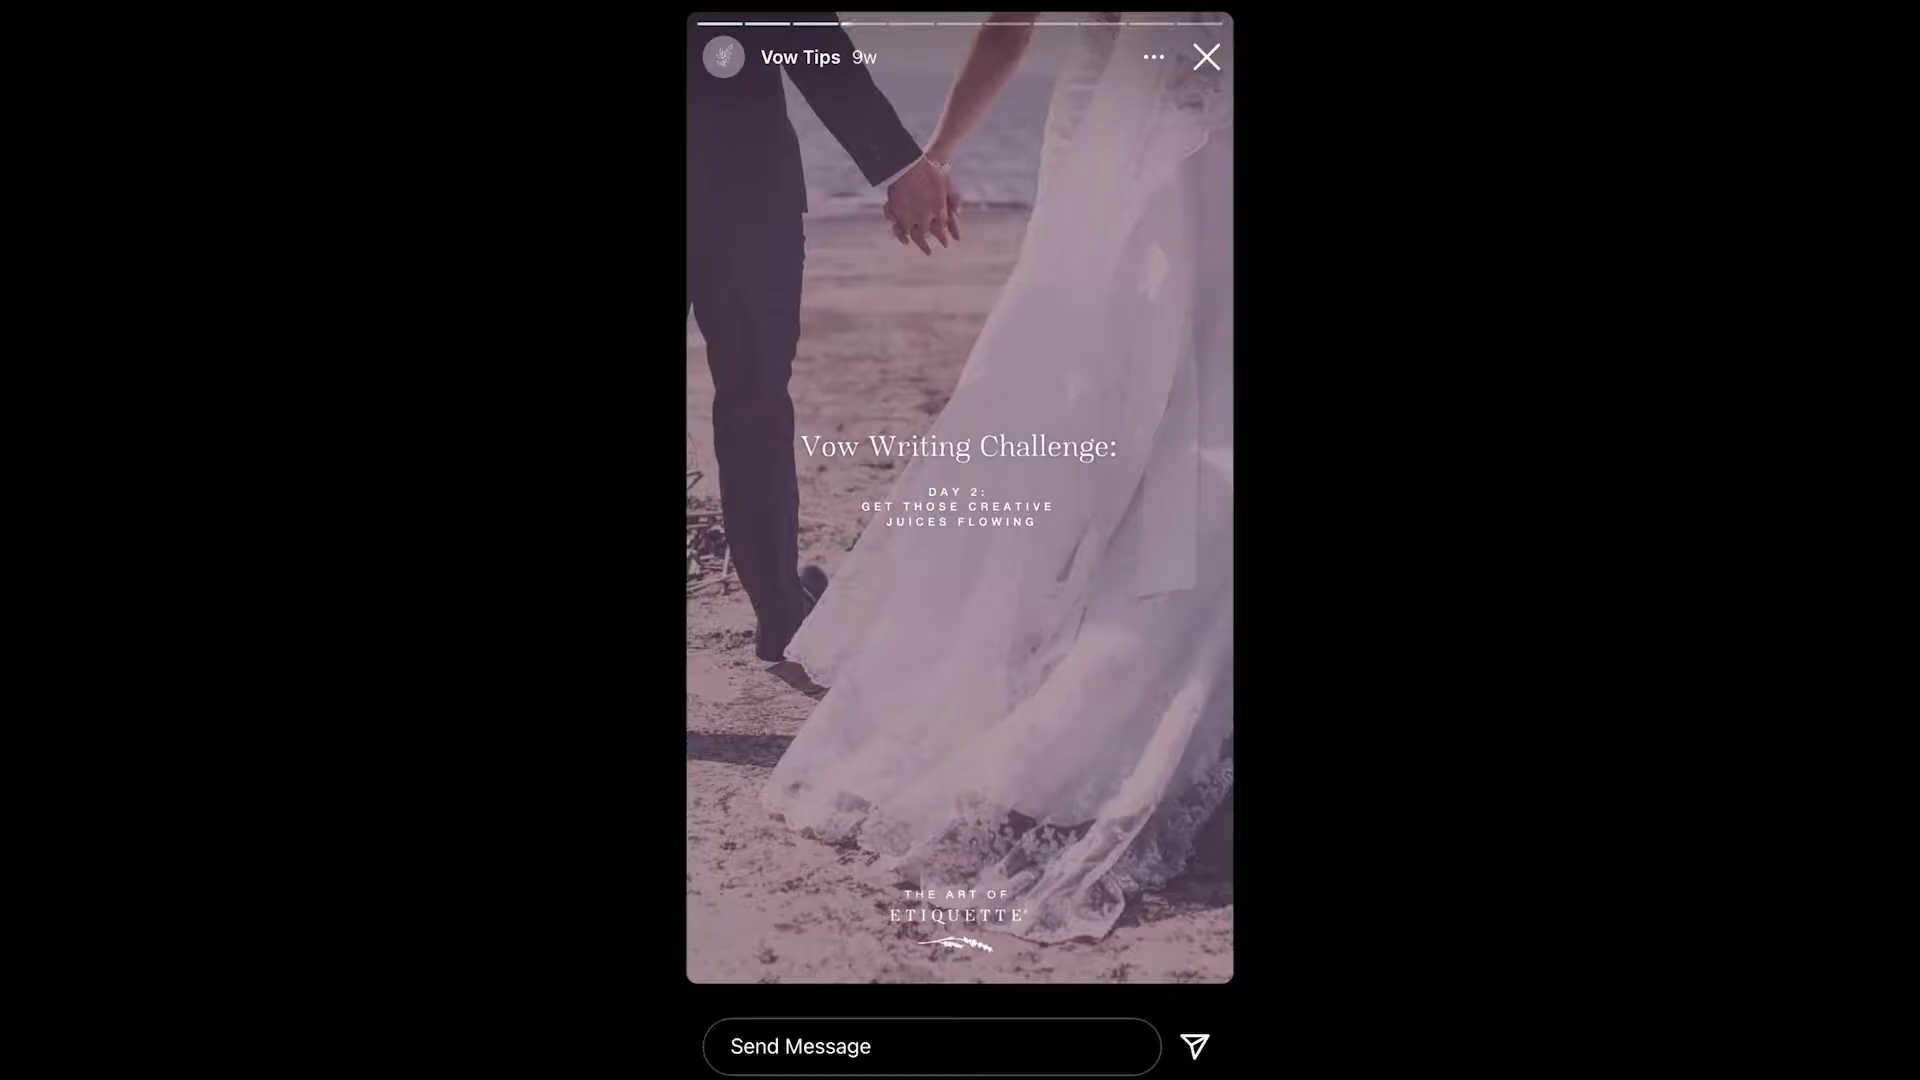 Vow Tips 9w
Vow Writing Challenge:
DAY 2:
GET THOSE CREATIVE
JUICES FLOWING
THE ART OF
ETIQUETTE®
Send Message